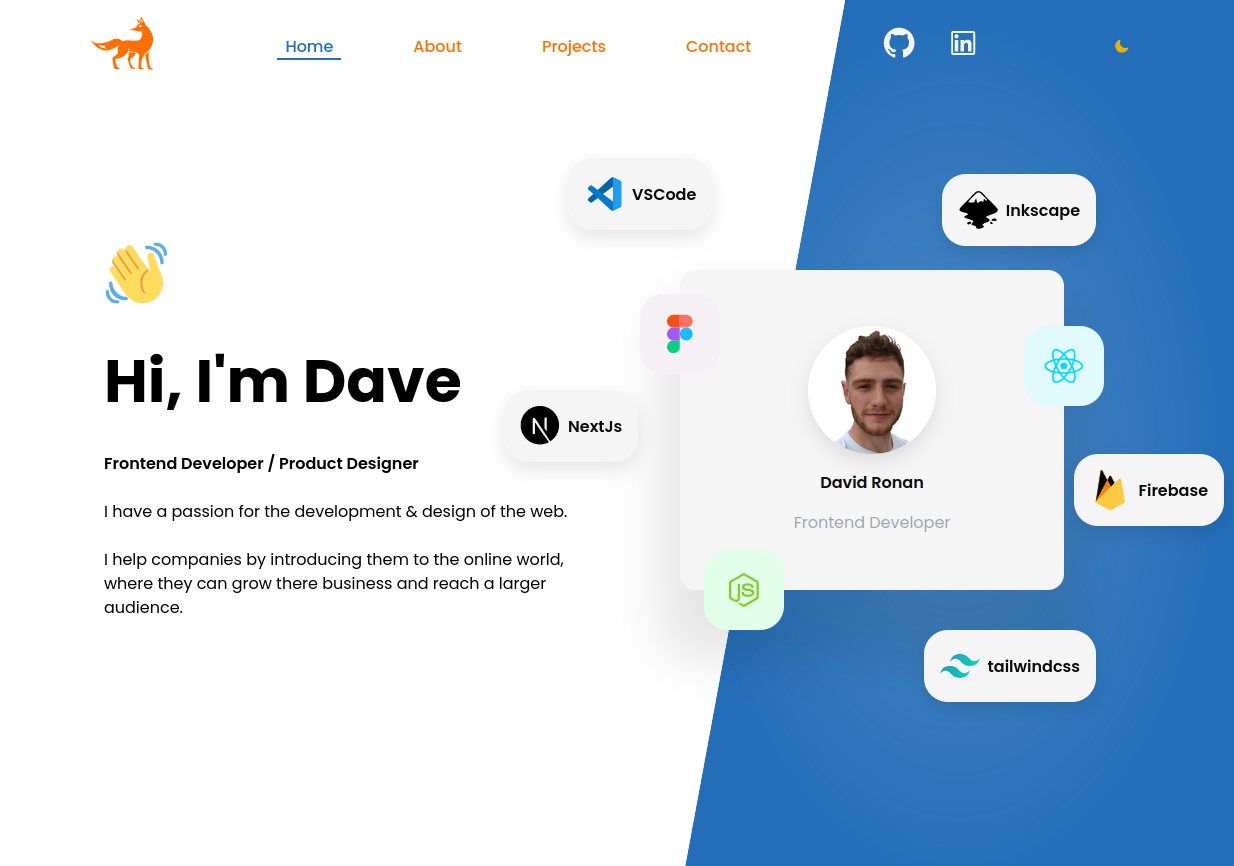 Home About Projects Contact
VSCode
Inkscape
Hi, I'm Dave
NextJs
Frontend Developer / Product Designer
I have a passion for the development & design of the web.
I help companies by introducing them to the online world,
where they can grow there business and reach a larger
audience.
David Ronan
Frontend Developer
Firebase
JS
tailwindcss
in